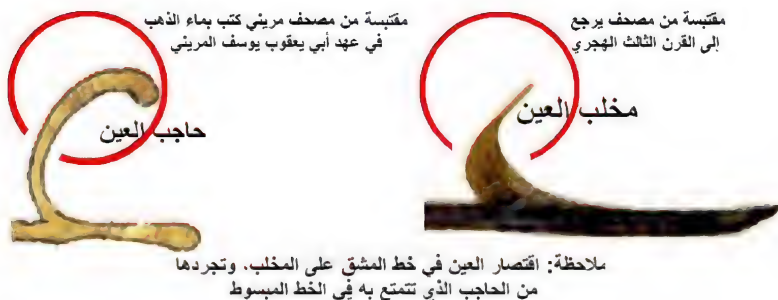 مقتبسة من مصحف يرجع
إلى القرن الثالث الهجري
مخلب العين
مقتبسة من مصحف مريني كتب بماء الذهب
في عهد أبي يعقوب يوسف المريني
حاجب العين
ملاحظة: اقتصار العين في خط المشق على المخلب، وتجردها
من الحاجب الذي تتمتع به في الخط المبسوط